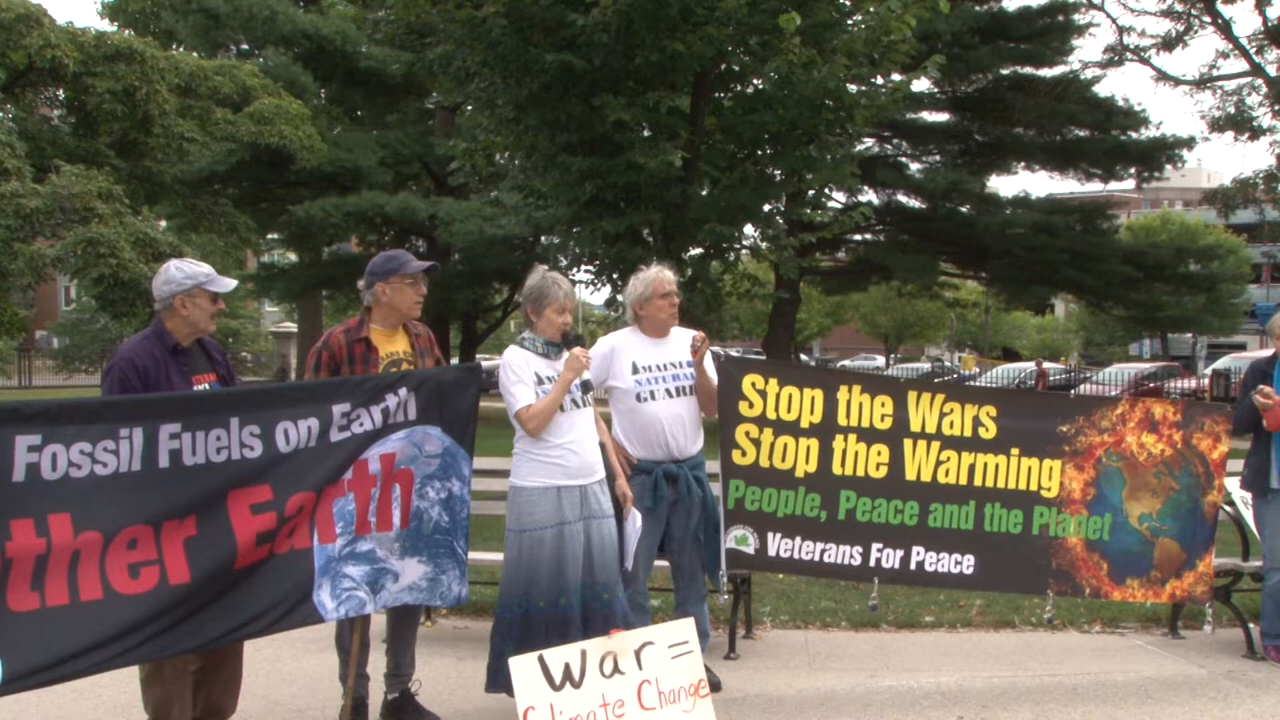 Fossil Fuels on Earth
ther Earth
MAINE
NATURAL
GUARD
Stop the Wars
Stop the Warming
People, Peace and the Planet
Veterans For Peace
War =
Climate Change